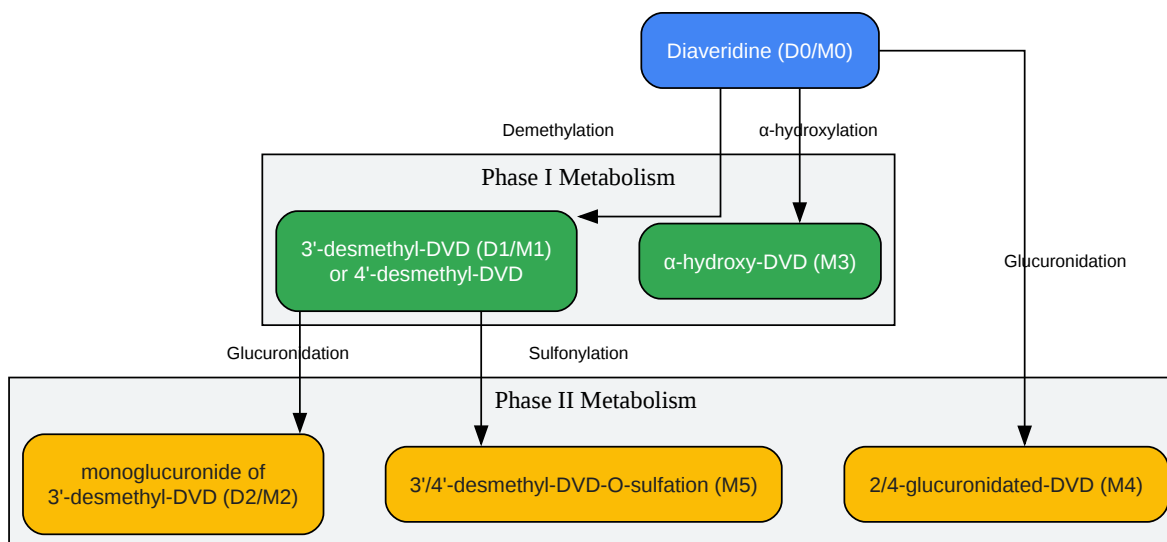 Diaveridine (D0/M0)
Demethylation
α-hydroxylation
Phase I Metabolism
3'-desmethyl-DVD (D1/M1)
or 4'-desmethyl-DVD
α-hydroxy-DVD (M3)
Glucuronidation
Glucuronidation
Sulfonylation
Phase II Metabolism
monoglucuronide of
3'-desmethyl-DVD (D2/M2)
3'/4'-desmethyl-DVD-O-sulfation (M5)
2/4-glucuronidated-DVD (M4)